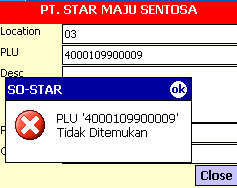 PT. STAR MAJU SENTOSA
Location 03
PLU 4000109900009
Desc
SO-STAR ok
PLU '4000109900009'
Tidak Ditemukan
Close